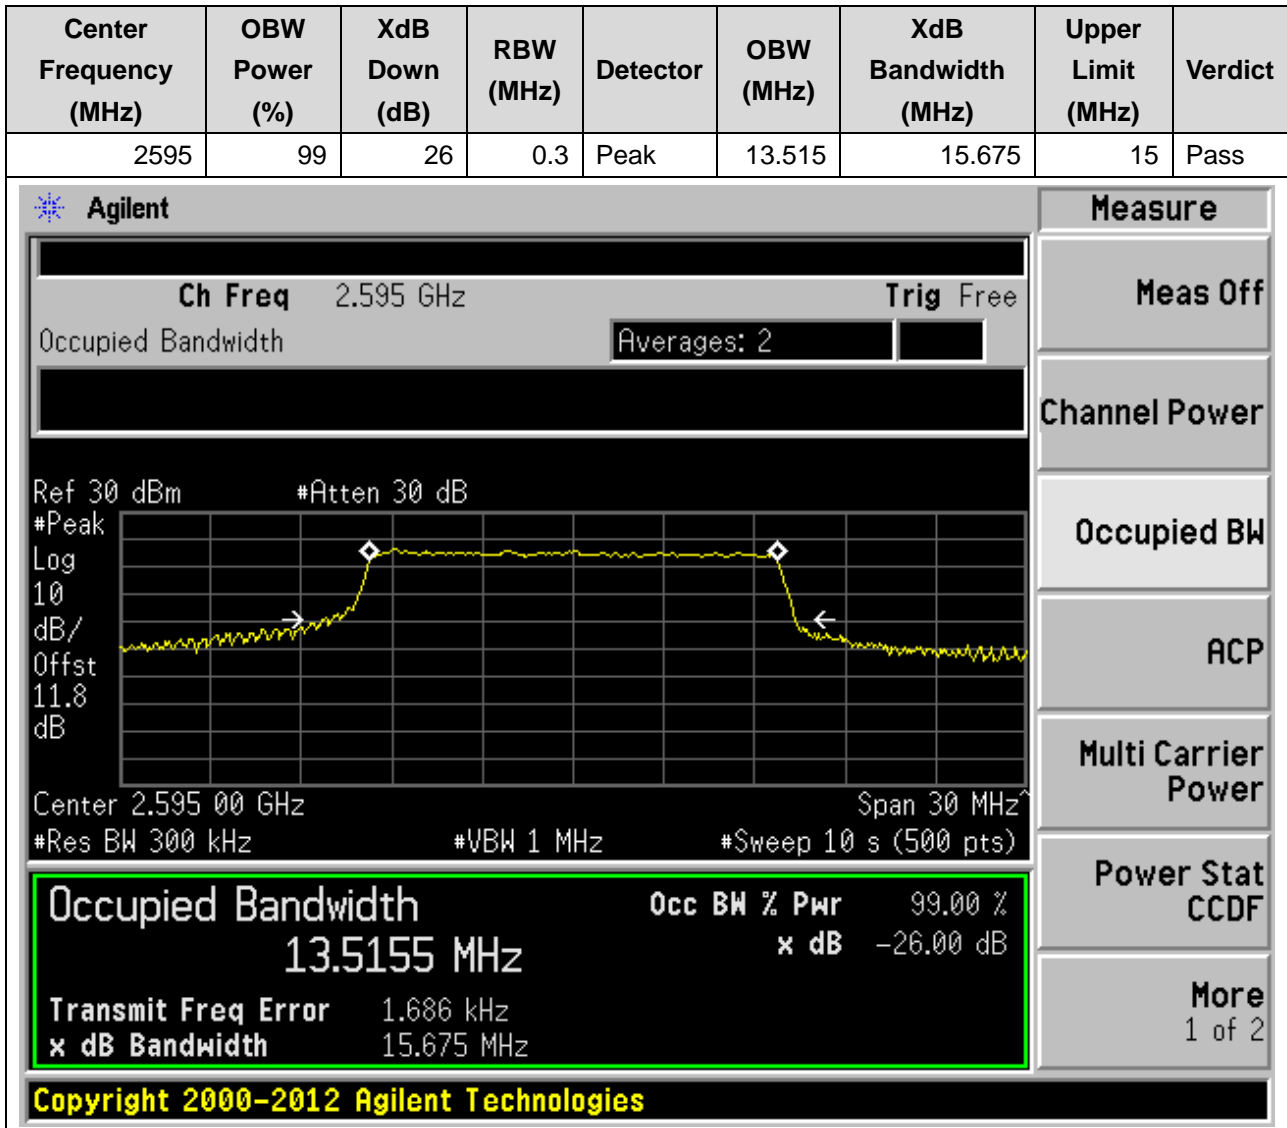 Center Frequency (MHz) OBW Power (%) XdB Down (dB) RBW (MHz) Detector OBW (MHz) XdB Bandwidth (MHz) Upper Limit (MHz) Verdict
2595 99 26 0.3 Peak 13.515 15.675 15 Pass
Agilent
Measure
Ch Freq 2.595 GHz Trig Free
Occupied Bandwidth Averages: 2
Ref 30 dBm #Atten 30 dB
#Peak
Log
10
dB/
Offst
11.8
dB
Center 2.595 00 GHz Span 30 MHz^
#Res BW 300 kHz #VBW 1 MHz #Sweep 10 s (500 pts)
Occupied Bandwidth Occ BW % Pwr 99.00 %
13.5155 MHz x dB -26.00 dB
Transmit Freq Error 1.686 kHz
x dB Bandwidth 15.675 MHz
Meas Off
Channel Power
Occupied BW
ACP
Multi Carrier
Power
Power Stat
CCDF
More
1 of 2
Copyright 2000-2012 Agilent Technologies